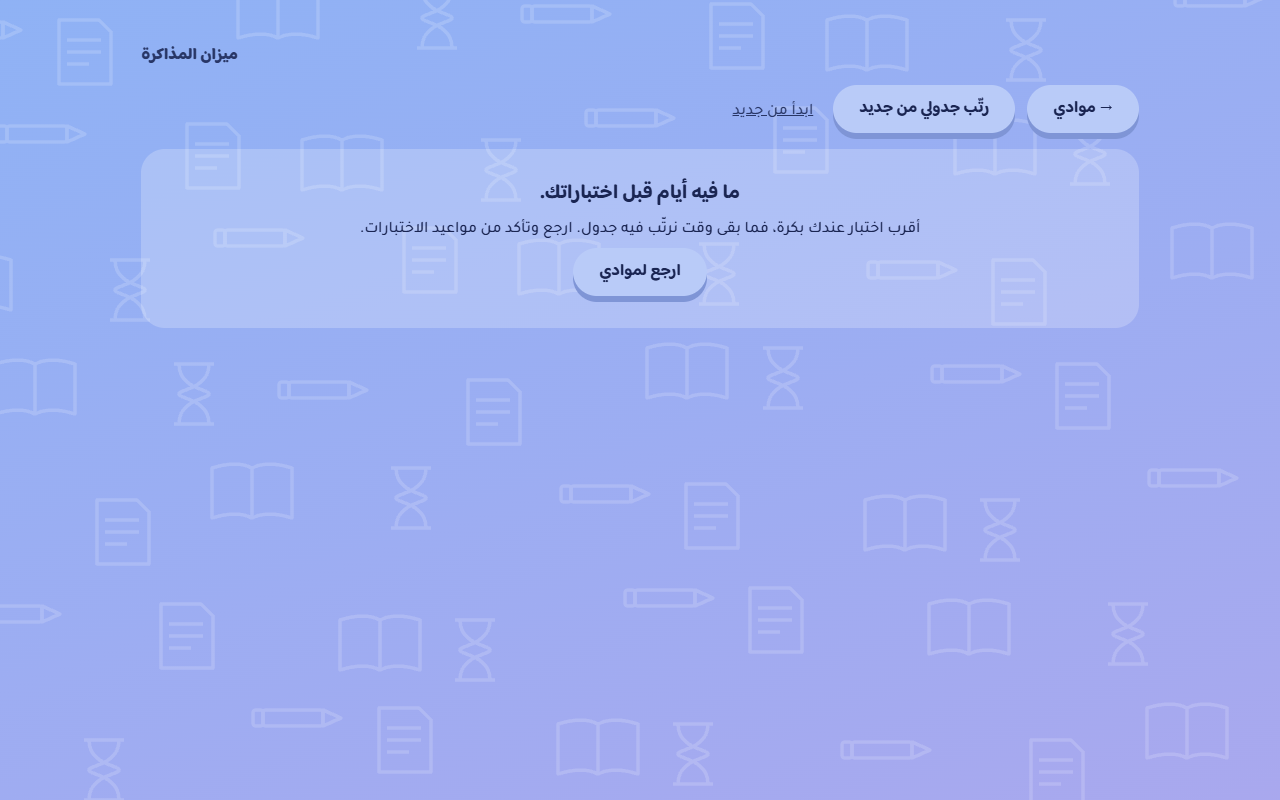 ميزان المذاكرة
→ موادي
رتّب جدولي من جديد
ابدأ من جديد
ما فيه أيام قبل اختباراتك.
أقرب اختبار عندك بكرة، فما بقى وقت نرتّب فيه جدول. ارجع وتأكد من مواعيد الاختبارات.
ارجع لموادي